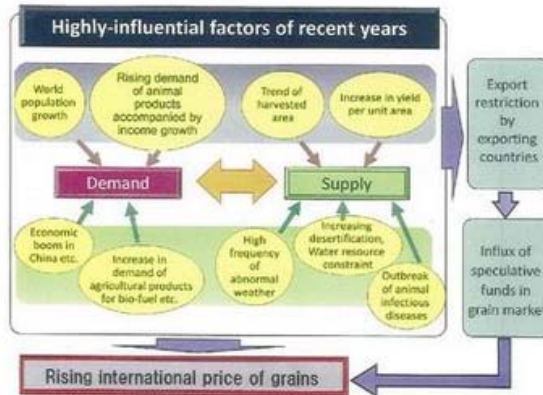 Highly-influential factors of recent years
World
population
growth
Rising demand
of animal
products
accompanied by
income growth
Trend of
harvested
area
Increase in yield
per unit area
Demand
Supply
Economic
boom in
China etc.
Increase in
demand of
agricultural products
for bio-fuel etc.
High
frequency
of
abnormal
weather
Increasing
desertification,
Water resource
constraint
Outbreak
of animal
infectious
diseases
Export
restriction
by
exporting
countries
Influx of
speculative
funds in
grain market
Rising international price of grains